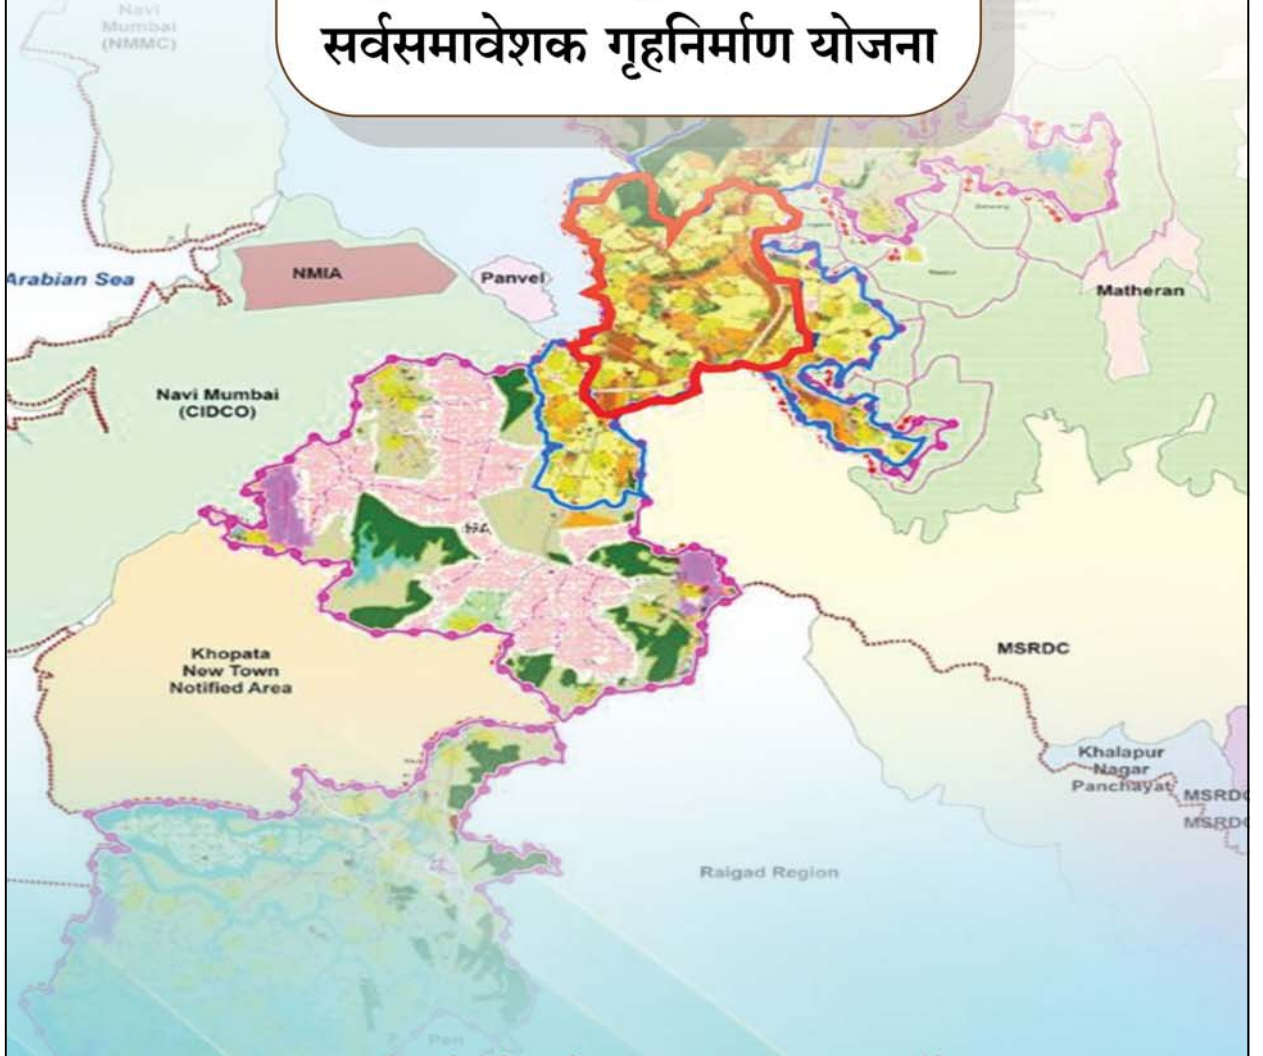 Navi
Mumbai
(NMMC)
सर्वसमावेशक गृहनिर्माण योजना
Arabian Sea
NMIA
Panvel
Matheran
Navi Mumbai
(CIDCO)
Khopata
New Town
Notified Area
MSRDC
Khalapur
Nagar
Panchayat
MSRDC
MSRDC
Raigad Region
Pen